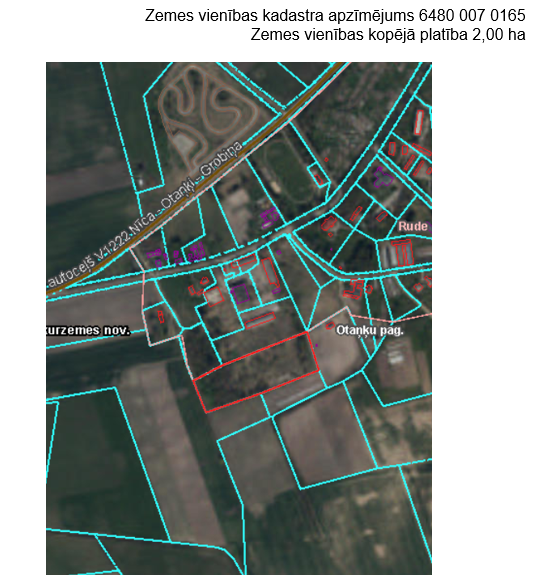 Zemes vienības kadastra apzīmējums 6480 007 0165
Zemes vienības kopējā platība 2,00 ha
autoceļš V1222 Nīca - Otaņķi - Grobiņa
Rude
kurzemes nov.
Otaņķu pag.